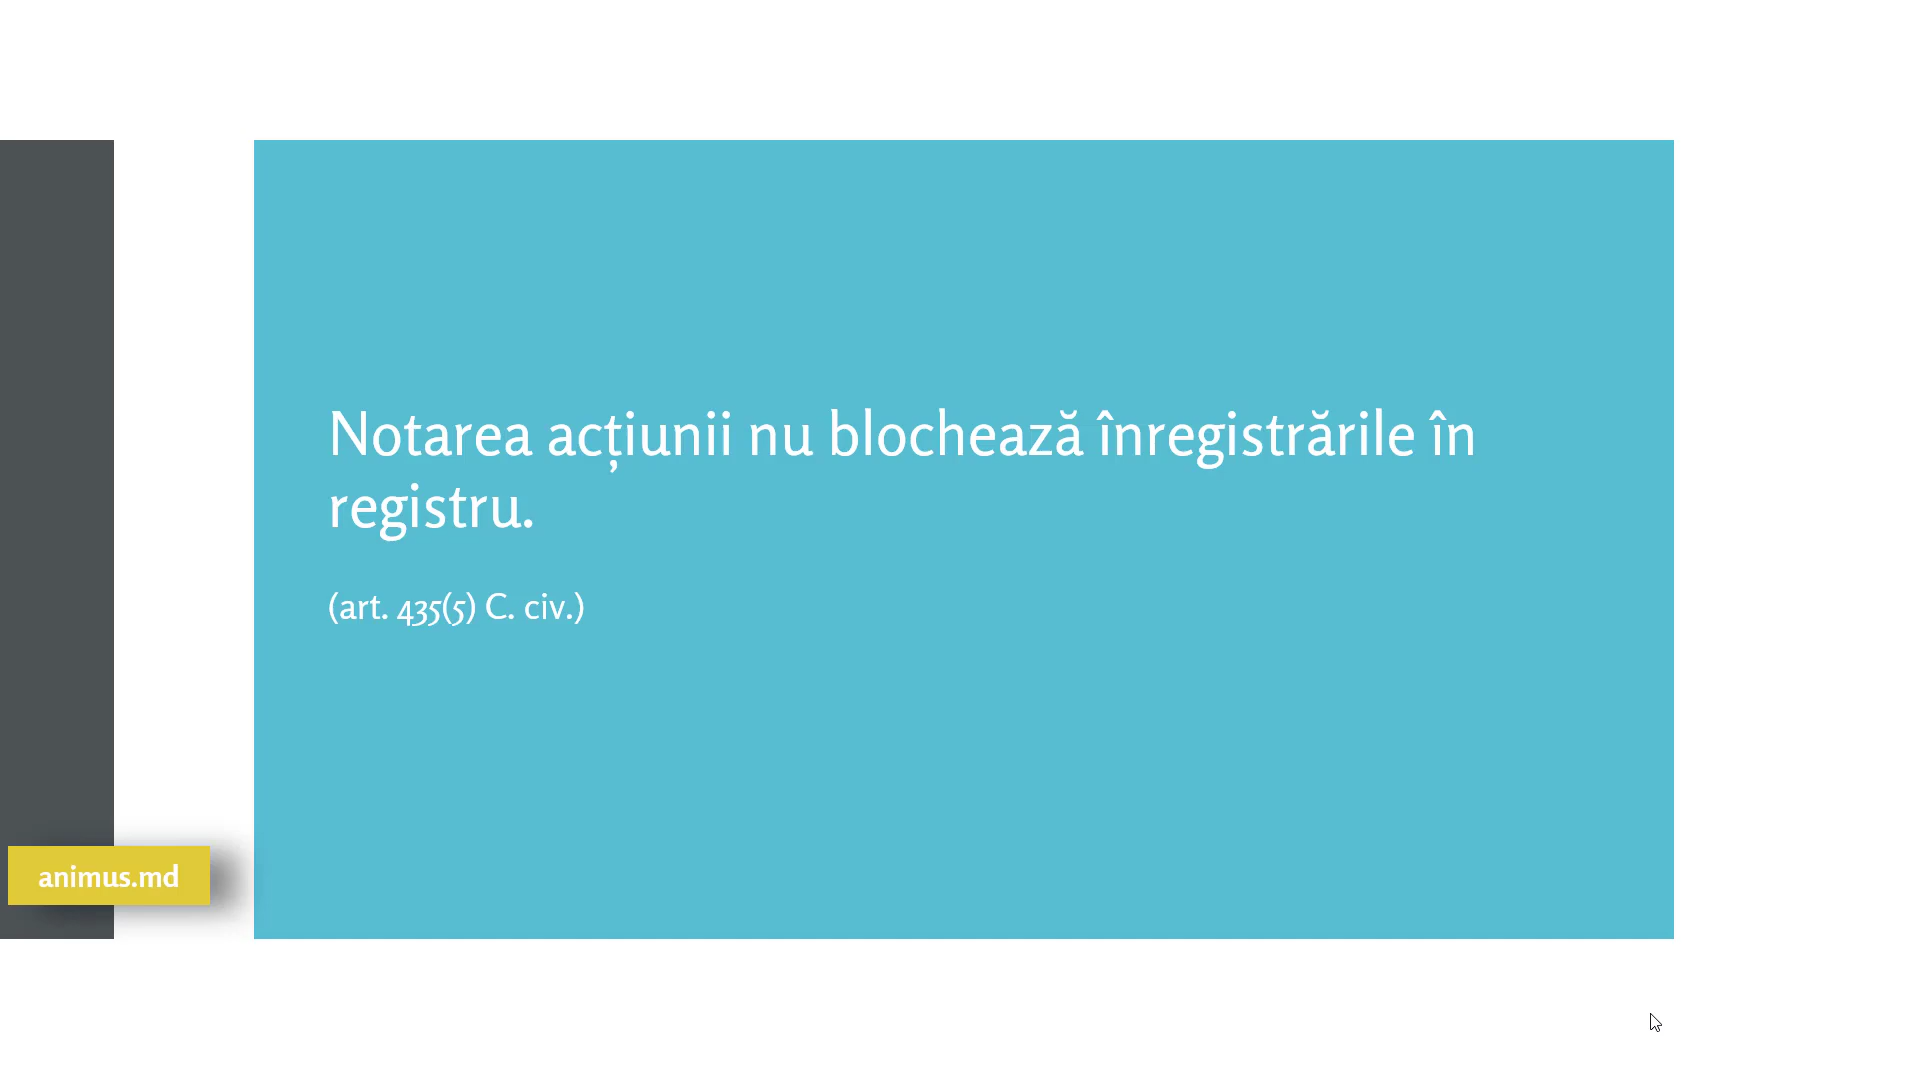 Notarea acțiunii nu blochează înregistrările în
registru.
(art. 435(5) C. civ.)
animus.md